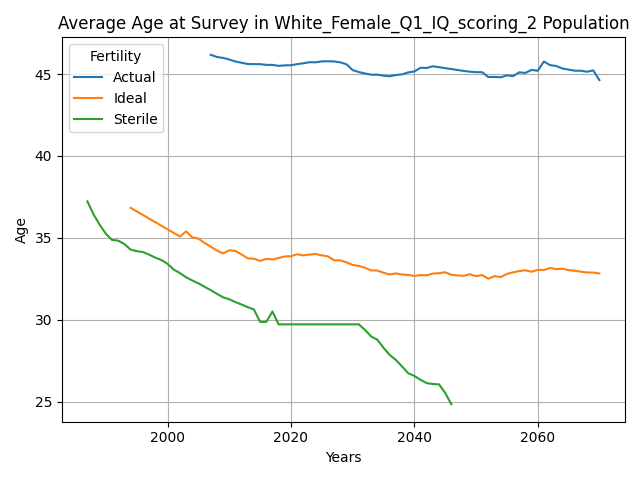 Average Age at Survey in White_Female_Q1_IQ_scoring_2 Population
Fertility
Actual
Ideal
Sterile
Age
45
40
35
30
25
2000
2020
2040
2060
Years